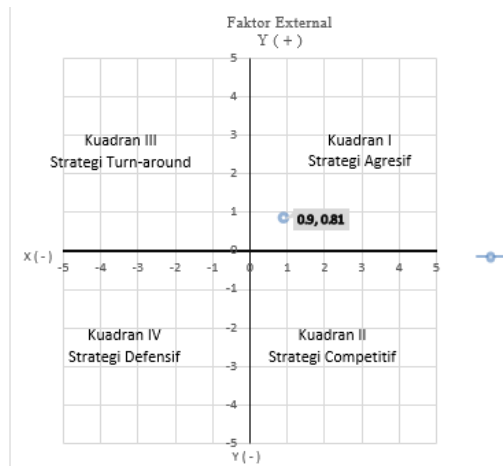 Faktor External
Y ( + )
5
4
3
Kuadran III
Strategi Turn-around
Kuadran I
Strategi Agresif
2
1
0.9, 0.81
X ( - )
0
-5 -4 -3 -2 -1 0 1 2 3 4 5
-1
-2
Kuadran IV
Strategi Defensif
Kuadran II
Strategi Competitif
-3
-4
-5
Y ( - )